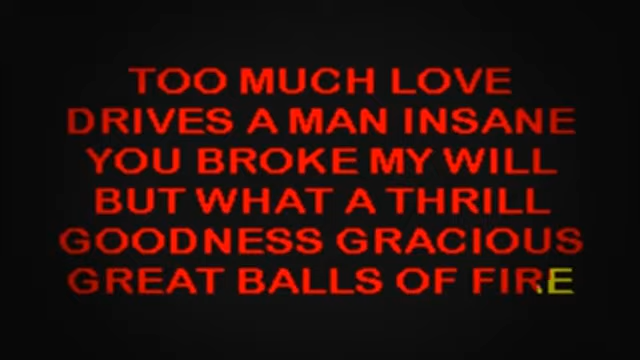 TOO MUCH LOVE
DRIVES A MAN INSANE
YOU BROKE MY WILL
BUT WHAT A THRILL
GOODNESS GRACIOUS
GREAT BALLS OF FIRE